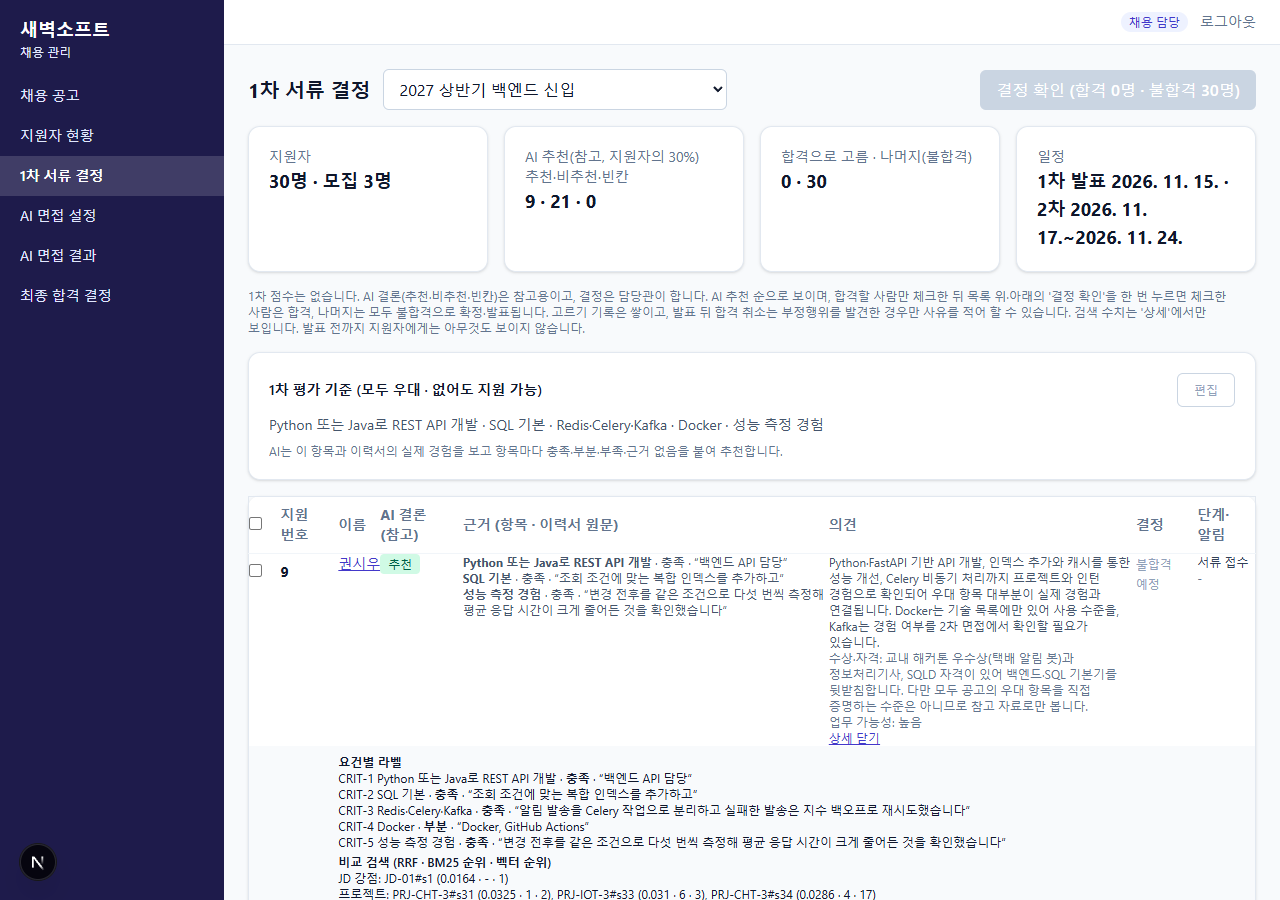 새벽소프트
채용 관리
채용 공고
지원자 현황
1차 서류 결정
AI 면접 설정
AI 면접 결과
최종 합격 결정
N
채용 담당
로그아웃
1차 서류 결정
2027 상반기 백엔드 신입
결정 확인 (합격 0명 · 불합격 30명)
지원자
30명 · 모집 3명
AI 추천(참고, 지원자의 30%)
추천·비추천·빈칸
9 · 21 · 0
합격으로 고름 · 나머지(불합격)
0 · 30
일정
1차 발표 2026. 11. 15. ·
2차 2026. 11.
17.~2026. 11. 24.
1차 점수는 없습니다. AI 결론(추천·비추천·빈칸)은 참고용이고, 결정은 담당관이 합니다. AI 추천 순으로 보이며, 합격할 사람만 체크한 뒤 목록 위·아래의 '결정 확인'을 한 번 누르면 체크한
사람은 합격, 나머지는 모두 불합격으로 확정·발표됩니다. 고르기 기록은 쌓이고, 발표 뒤 합격 취소는 부정행위를 발견한 경우만 사유를 적어 할 수 있습니다. 검색 수치는 '상세'에서만
보입니다. 발표 전까지 지원자에게는 아무것도 보이지 않습니다.
1차 평가 기준 (모두 우대 · 없어도 지원 가능)
편집
Python 또는 Java로 REST API 개발 · SQL 기본 · Redis·Celery·Kafka · Docker · 성능 측정 경험
AI는 이 항목과 이력서의 실제 경험을 보고 항목마다 충족·부분·부족·근거 없음을 붙여 추천합니다.
지원
번호
이름
AI 결론
(참고)
근거 (항목 · 이력서 원문)
의견
결정
단계·
알림
9
권시우
추천
Python 또는 Java로 REST API 개발 · 충족 · “백엔드 API 담당”
SQL 기본 · 충족 · “조회 조건에 맞는 복합 인덱스를 추가하고”
성능 측정 경험 · 충족 · “변경 전후를 같은 조건으로 다섯 번씩 측정해
평균 응답 시간이 크게 줄어든 것을 확인했습니다”
Python·FastAPI 기반 API 개발, 인덱스 추가와 캐시를 통한
성능 개선, Celery 비동기 처리까지 프로젝트와 인턴
경험으로 확인되어 우대 항목 대부분이 실제 경험과
연결됩니다. Docker는 기술 목록에만 있어 사용 수준을,
Kafka는 경험 여부를 2차 면접에서 확인할 필요가
있습니다.
수상·자격: 교내 해커톤 우수상(택배 알림 봇)과
정보처리기사, SQLD 자격이 있어 백엔드·SQL 기본기를
뒷받침합니다. 다만 모두 공고의 우대 항목을 직접
증명하는 수준은 아니므로 참고 자료로만 봅니다.
업무 가능성: 높음
상세 닫기
불합격
예정
서류 접수
-
요건별 라벨
CRIT-1 Python 또는 Java로 REST API 개발 · 충족 · “백엔드 API 담당”
CRIT-2 SQL 기본 · 충족 · “조회 조건에 맞는 복합 인덱스를 추가하고”
CRIT-3 Redis·Celery·Kafka · 충족 · “알림 발송을 Celery 작업으로 분리하고 실패한 발송은 지수 백오프로 재시도했습니다”
CRIT-4 Docker · 부분 · “Docker, GitHub Actions”
CRIT-5 성능 측정 경험 · 충족 · “변경 전후를 같은 조건으로 다섯 번씩 측정해 평균 응답 시간이 크게 줄어든 것을 확인했습니다”
비교 검색 (RRF · BM25 순위 · 벡터 순위)
JD 강점: JD-01#s1 (0.0164 · - · 1)
프로젝트: PRJ-CHT-3#s31 (0.0325 · 1 · 2), PRJ-IOT-3#s33 (0.031 · 6 · 3), PRJ-CHT-3#s34 (0.0286 · 4 · 17)